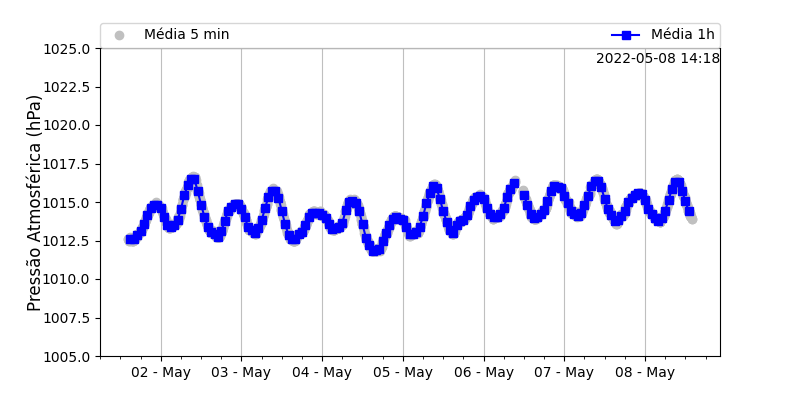 Média 5 min
Média 1h
2022-05-08 14:18
Pressão Atmosférica (hPa)
1025.0
1022.5
1020.0
1017.5
1015.0
1012.5
1010.0
1007.5
1005.0
02 - May
03 - May
04 - May
05 - May
06 - May
07 - May
08 - May